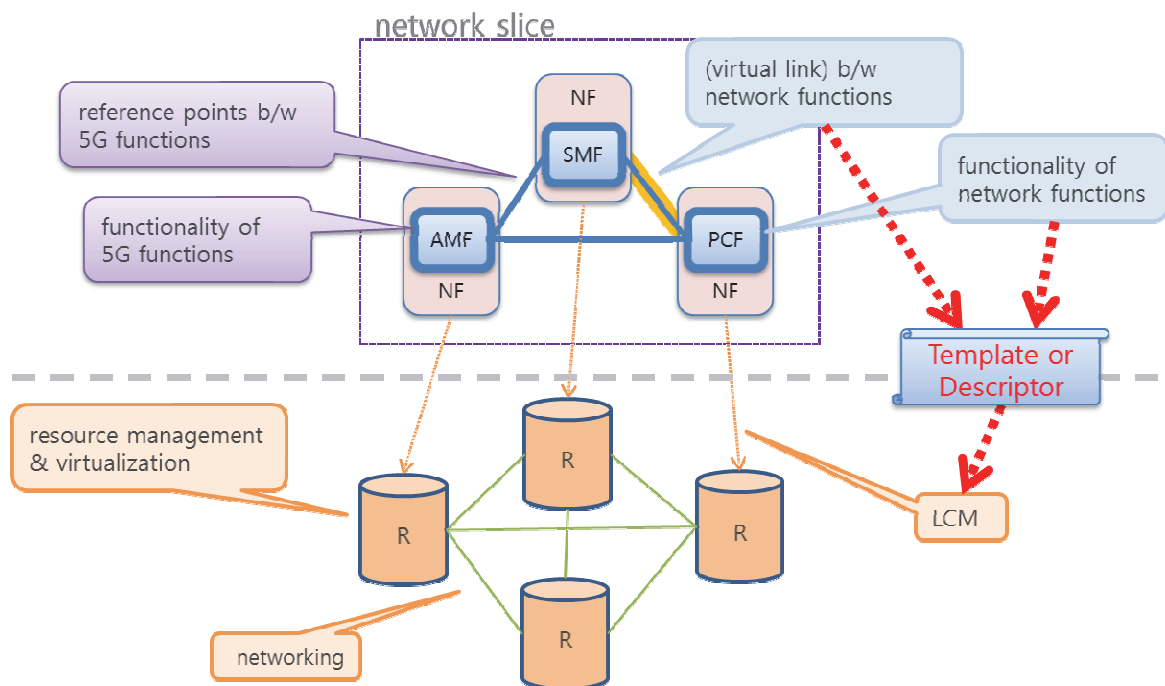 network slice
reference points b/w
5G functions
NF
SMF
(virtual link) b/w
network functions
functionality of
network functions
functionality of
5G functions
AMF
NF
PCF
NF
Template or
Descriptor
resource management
& virtualization
R
R
R
R
LCM
networking